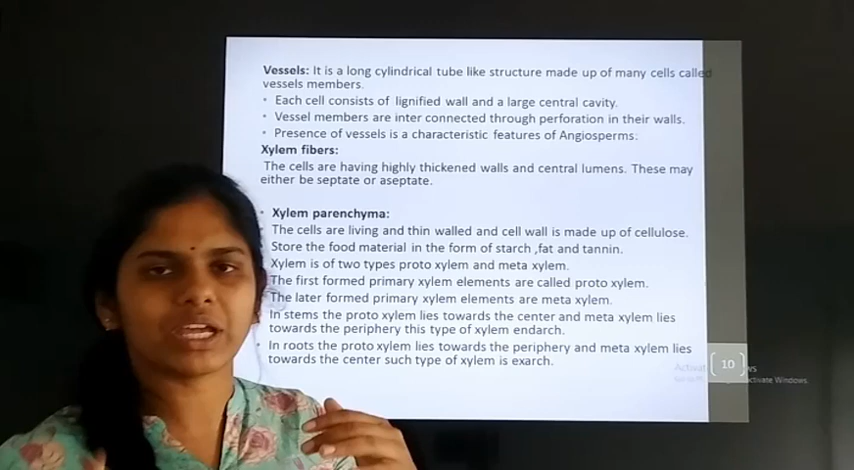 Vessels: It is a long cylindrical tube like structure made up of many cells called
vessels members.
• Each cell consists of lignified wall and a large central cavity.
• Vessel members are inter connected through perforation in their walls.
• Presence of vessels is a characteristic features of Angiosperms.
Xylem fibers:
The cells are having highly thickened walls and central lumens. These may
either be septate or aseptate.
• Xylem parenchyma:
The cells are living and thin walled and cell wall is made up of cellulose.
Store the food material in the form of starch ,fat and tannin.
Xylem is of two types proto xylem and meta xylem.
The first formed primary xylem elements are called proto xylem.
The later formed primary xylem elements are meta xylem.
In stems the proto xylem lies towards the center and meta xylem lies
towards the periphery this type of xylem endarch.
• In roots the proto xylem lies towards the periphery and meta xylem lies
towards the center such type of xylem is exarch.
10
activate Windows.